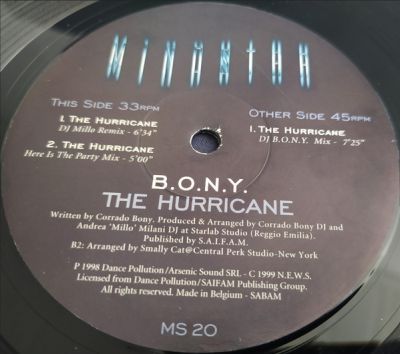 MINIMTAH
THIS SIDE 33RPM
1. THE HURRICANE
DJ Millo Remix - 6'34"
2. THE HURRICANE
Here Is The Party Mix - 5'00"
OTHER SIDE 45RPM
1. THE HURRICANE
DJ B.O.N.Y. Mix - 7'25"
B.O.N.Y.
THE HURRICANE
Written by Corrado Bony. Produced & Arranged by Corrado Bony DJ and
Andrea 'Millo' Milani DJ at Starlab Studio (Reggio Emilia).
Published by S.A.I.F.A.M.
B2: Arranged by Smally Cat@Central Perk Studio-New York
P 1998 Dance Pollution/Arsenic Sound SRL - C 1999 N.E.W.S.
Licensed from Dance Pollution/SAIFAM Publishing Group.
All rights reserved. Made in Belgium - SABAM
MS 20